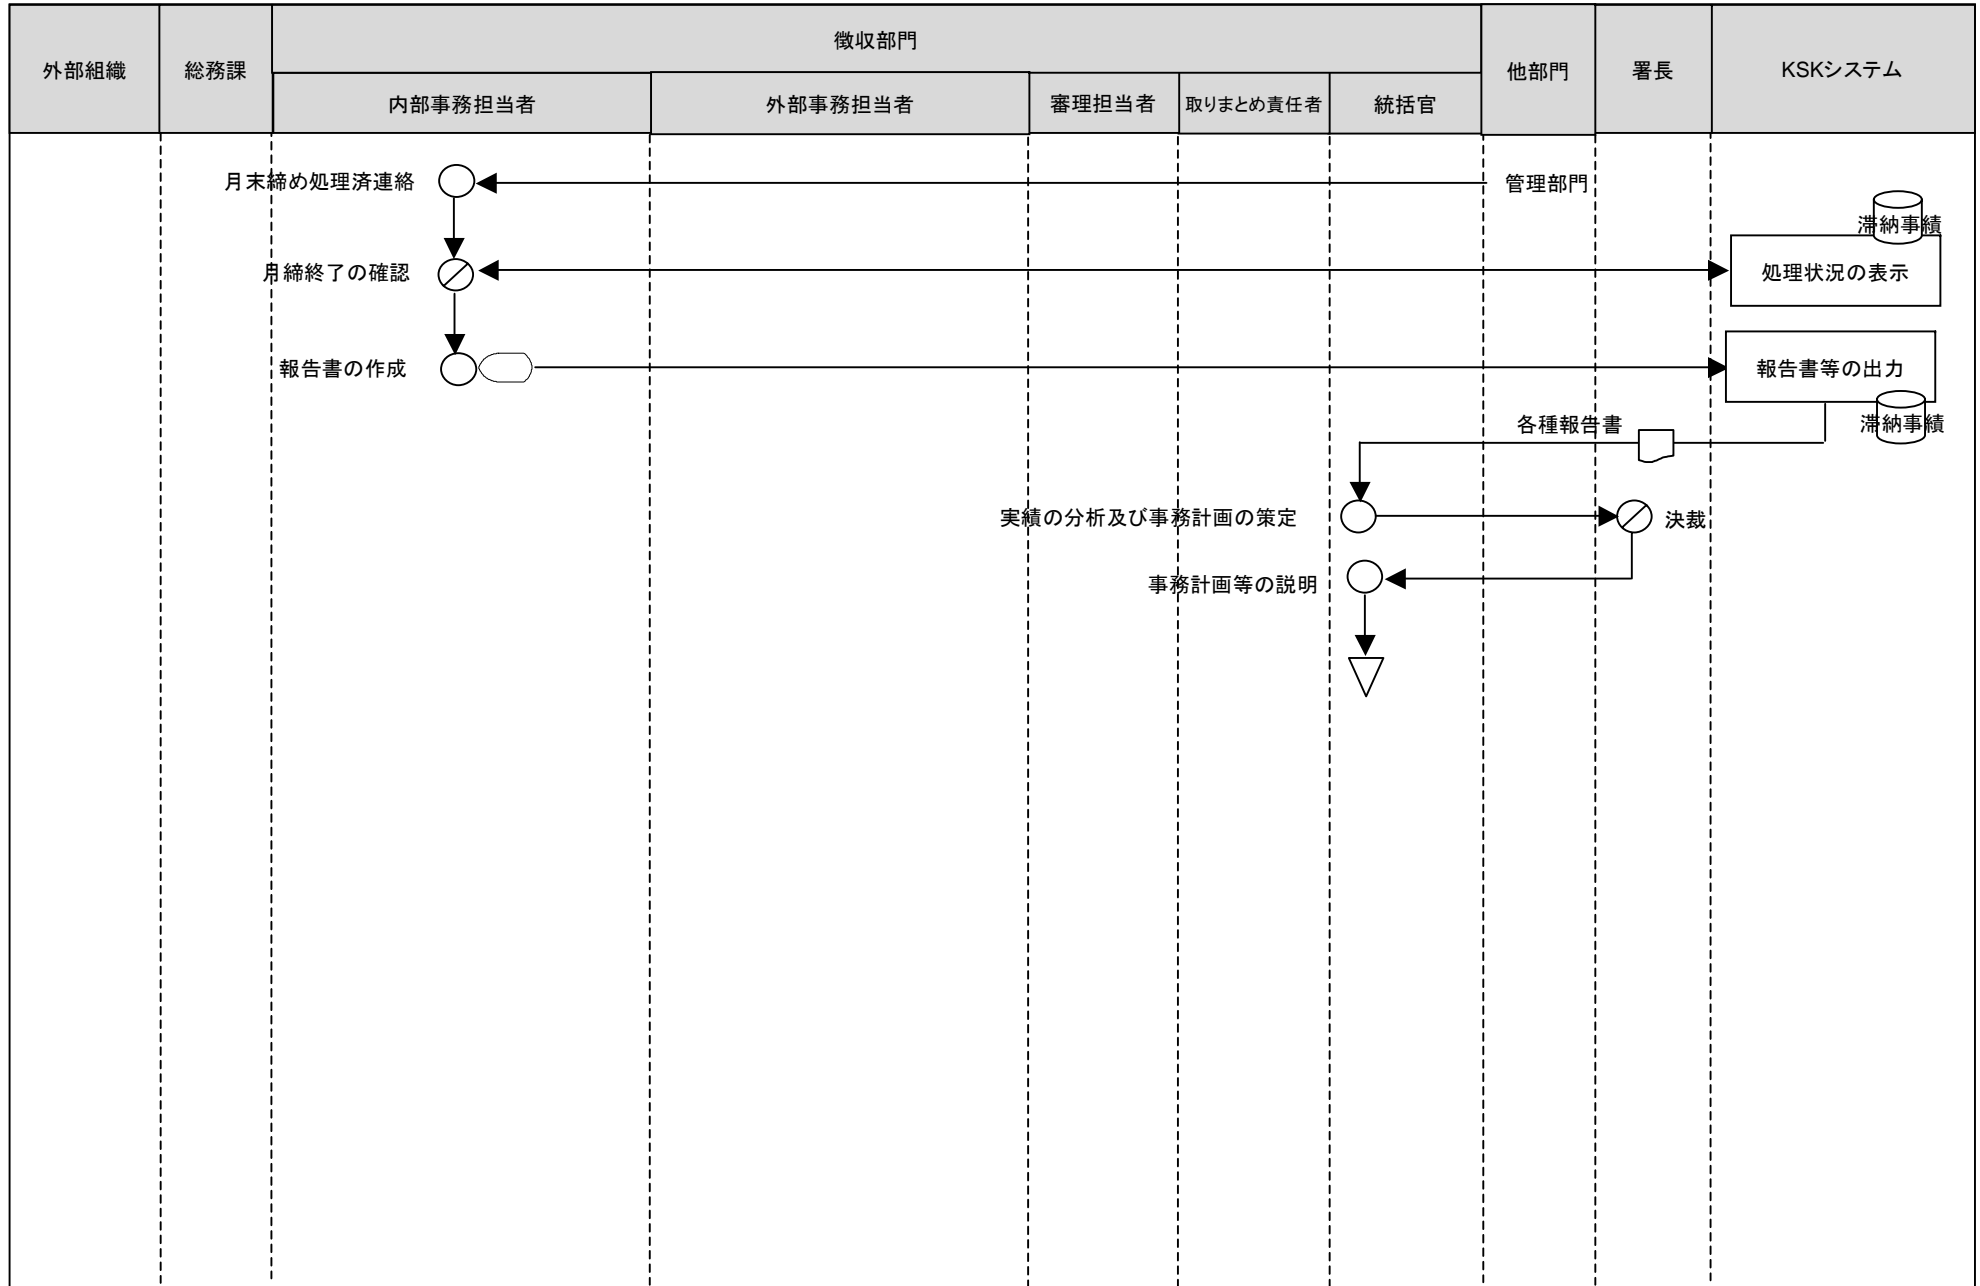 外部組織
総務課
徴収部門
内部事務担当者
外部事務担当者
審理担当者
取りまとめ責任者
統括官
他部門
署長
KSKシステム
月末締め処理済連絡
管理部門
滞納事績
月締終了の確認
処理状況の表示
報告書の作成
報告書等の出力
滞納事績
各種報告書
実績の分析及び事務計画の策定
決裁
事務計画等の説明